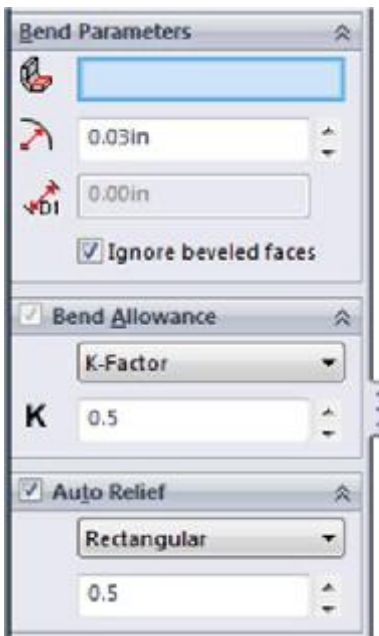 Bend Parameters
0.03in
D1 0.00in
Ignore beveled faces
Bend Allowance
K-Factor
K 0.5
Auto Relief
Rectangular
0.5